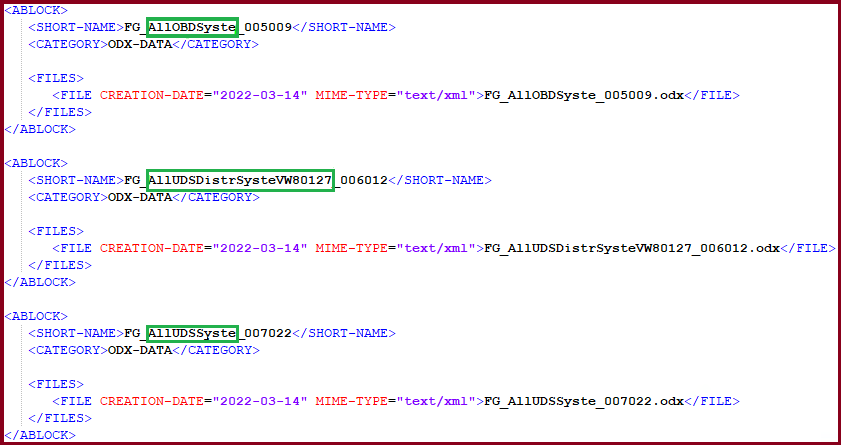 <ABLOCK>
<SHORT-NAME>FG_AllOBDSyste_005009</SHORT-NAME>
<CATEGORY>ODX-DATA</CATEGORY>
<FILES>
<FILE CREATION-DATE="2022-03-14" MIME-TYPE="text/xml">FG_AllOBDSyste_005009.odx</FILE>
</FILES>
</ABLOCK>
<ABLOCK>
<SHORT-NAME>FG_AllUDSDistrSysteVW80127_006012</SHORT-NAME>
<CATEGORY>ODX-DATA</CATEGORY>
<FILES>
<FILE CREATION-DATE="2022-03-14" MIME-TYPE="text/xml">FG_AllUDSDistrSysteVW80127_006012.odx</FILE>
</FILES>
</ABLOCK>
<ABLOCK>
<SHORT-NAME>FG_AllUDSSyste_007022</SHORT-NAME>
<CATEGORY>ODX-DATA</CATEGORY>
<FILES>
<FILE CREATION-DATE="2022-03-14" MIME-TYPE="text/xml">FG_AllUDSSyste_007022.odx</FILE>
</FILES>
</ABLOCK>